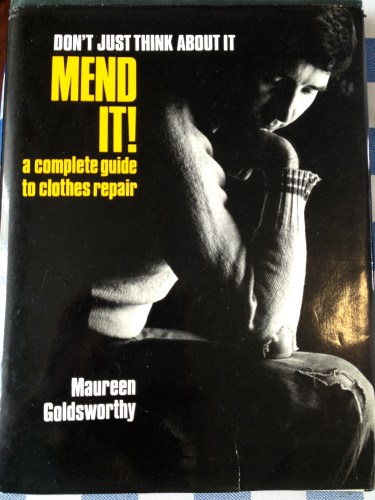 DON'T JUST THINK ABOUT IT
MEND
IT!
a complete guide
to clothes repair
Maureen
Goldsworthy